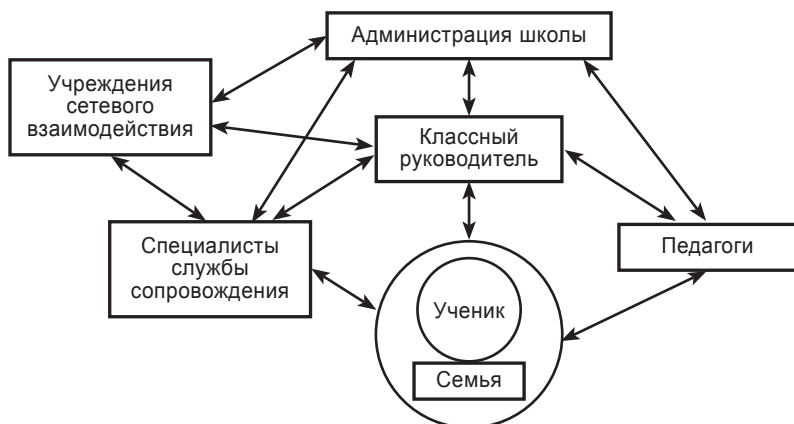 Администрация школы
Учреждения
сетевого
взаимодействия
Классный
руководитель
Специалисты
службы
сопровождения
Педагоги
Ученик
Семья